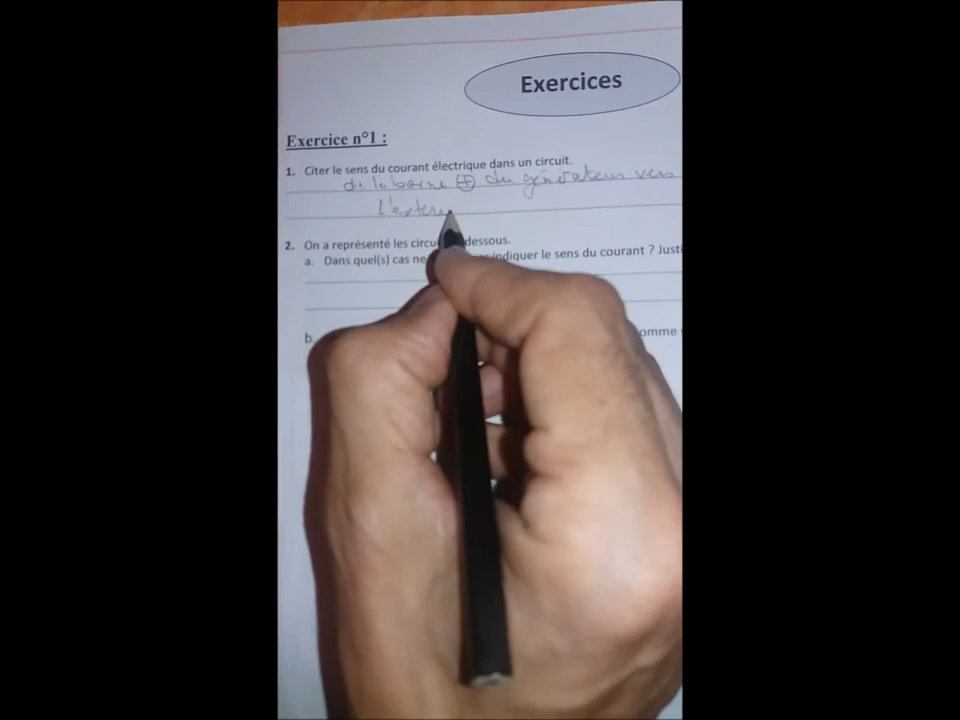 Exercices
Exercice n°1 :
1. Citer le sens du courant électrique dans un circuit.
de la borne (+) du générateur vers
l'exter
2. On a représenté les circu dessous.
a. Dans quel(s) cas ne indiquer le sens du courant ? Justi
b. omme